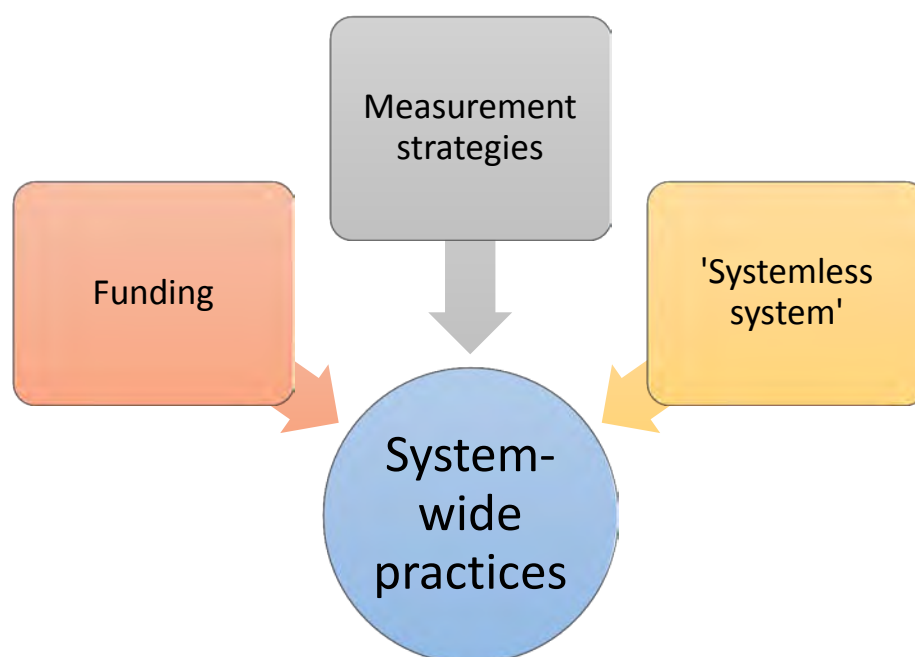 Measurement
strategies
Funding
'Systemless
system'
System-
wide
practices